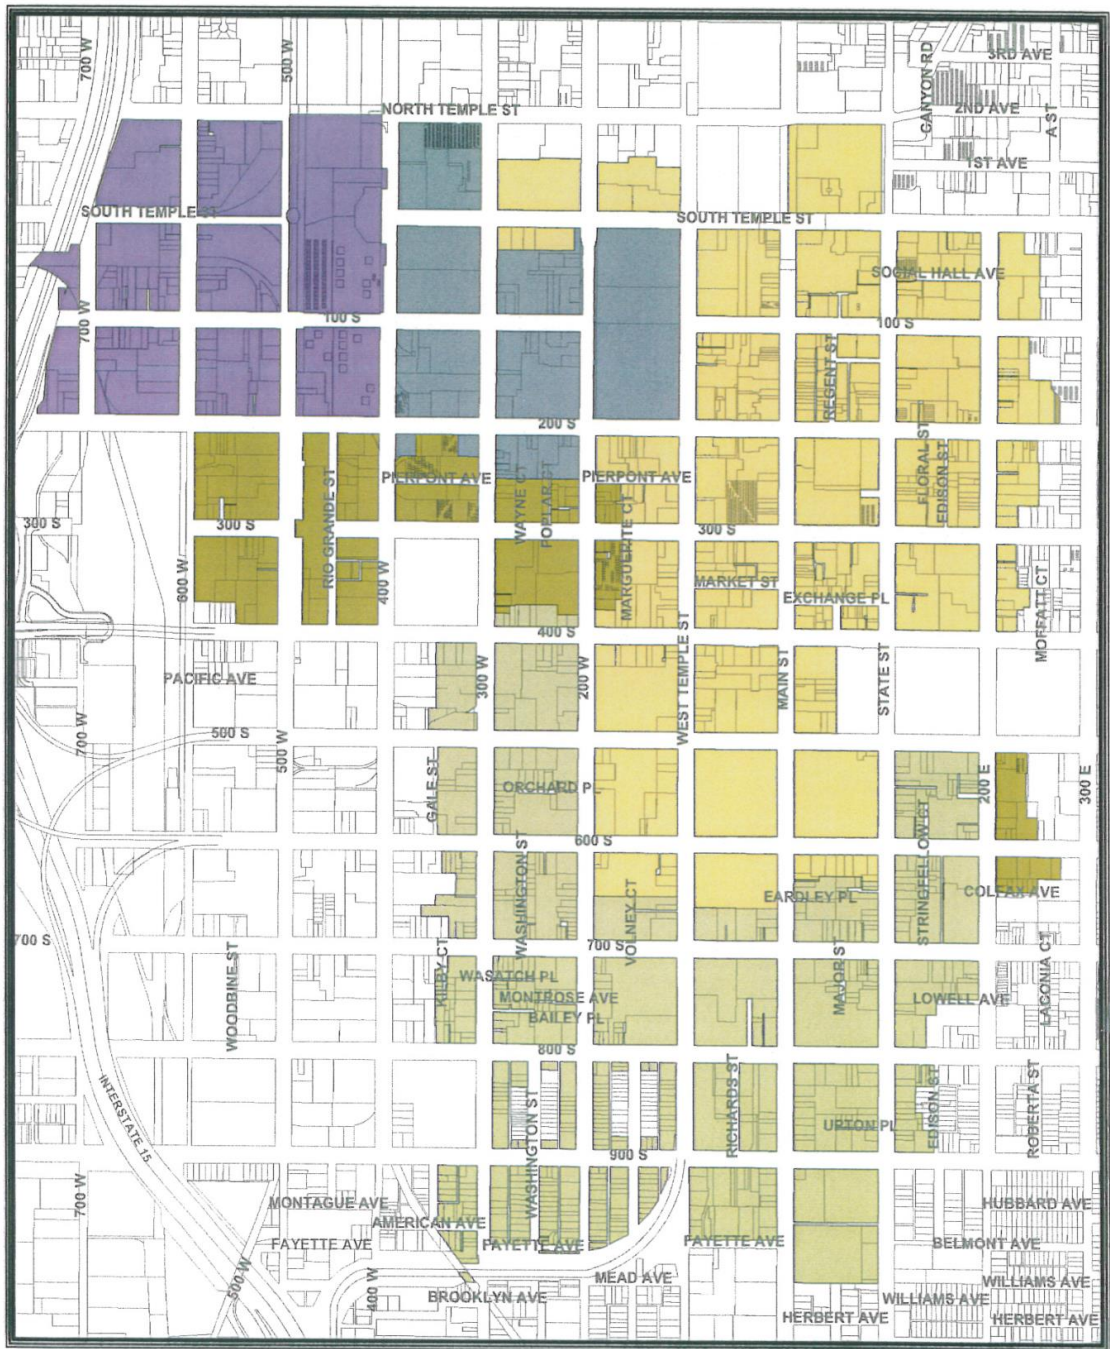 700 W
500 W
CANYON RD
3RD AVE
NORTH TEMPLE ST
2ND AVE
A ST
1ST AVE
SOUTH TEMPLE ST
SOUTH TEMPLE ST
SOCIAL HALL AVE
700 W
100 S
100 S
REGENT ST
200 S
PIERPONT AVE
PIERPONT AVE
FLORAL ST
EDISON ST
WAYNE CT
POPLAR CT
RIO GRANDE ST
300 S
300 S
300 S
MARGUERITE CT
600 W
400 W
MARKET ST
EXCHANGE PL
MOFFATT CT
400 S
PACIFIC AVE
300 W
200 W
WEST TEMPLE ST
MAIN ST
STATE ST
700 W
500 S
500 W
GALE ST
ORCHARD PL
200 E
300 E
600 S
STRINGFELLOW CT
WASHINGTON ST
VOLNEY CT
EARDLEY PL
COLFAX AVE
700 S
700 S
WOODBINE ST
KILBY CT
WASATCH PL
MONTROSE AVE
BAILEY PL
MAJOR ST
LOWELL AVE
LACONIA CT
800 S
INTERSTATE 15
WASHINGTON ST
RICHARDS ST
UPTON PL
EDISON ST
ROBERTA ST
900 S
700 W
MONTAGUE AVE
AMERICAN AVE
HUBBARD AVE
FAYETTE AVE
FAYETTE AVE
FAYETTE AVE
BELMONT AVE
500 W
400 W
MEAD AVE
WILLIAMS AVE
BROOKLYN AVE
WILLIAMS AVE
HERBERT AVE
HERBERT AVE